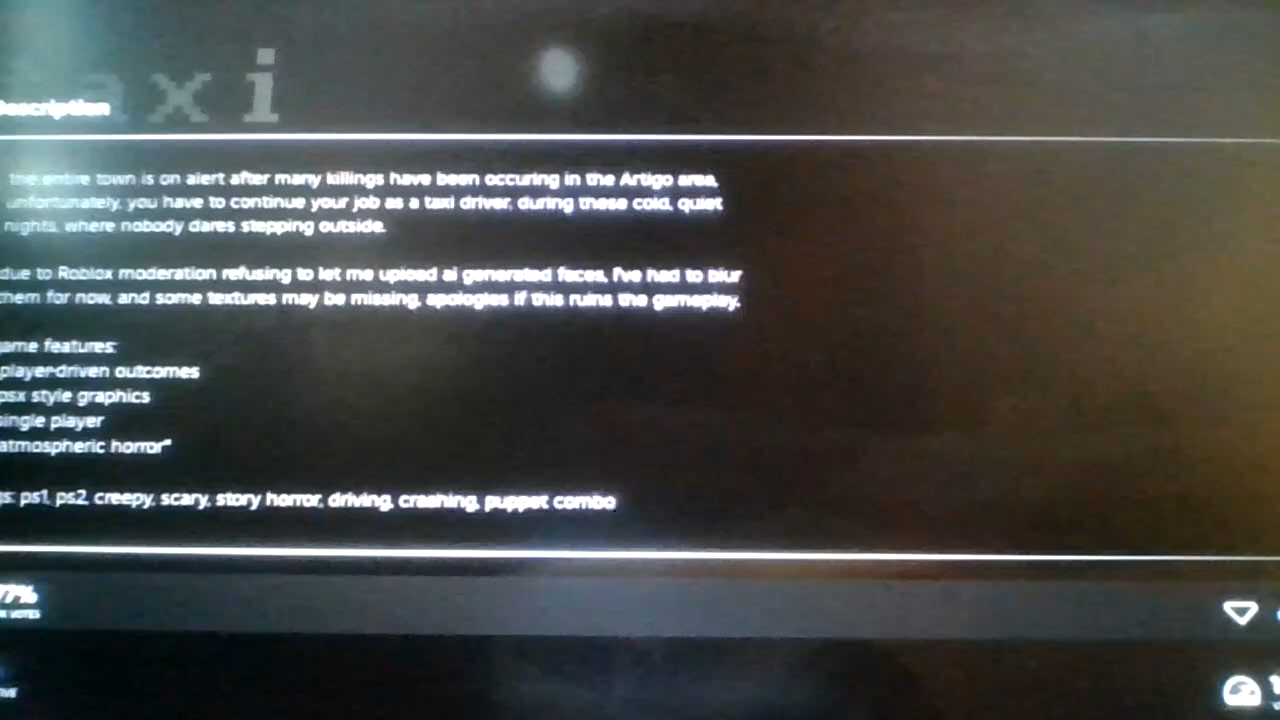 axi
Description
the entire town is on alert after many killings have been occuring in the Artigo area,
unfortunately, you have to continue your job as a taxi driver, during these cold, quiet
nights, where nobody dares stepping outside.
due to Roblox moderation refusing to let me upload ai generated faces, I've had to blur
them for now, and some textures may be missing, apologies if this ruins the gameplay.
ame features:
player-driven outcomes
psx style graphics
single player
atmospheric horror"
gs: ps1, ps2, creepy, scary, story horror, driving, crashing, puppet combo
77%
VOTES